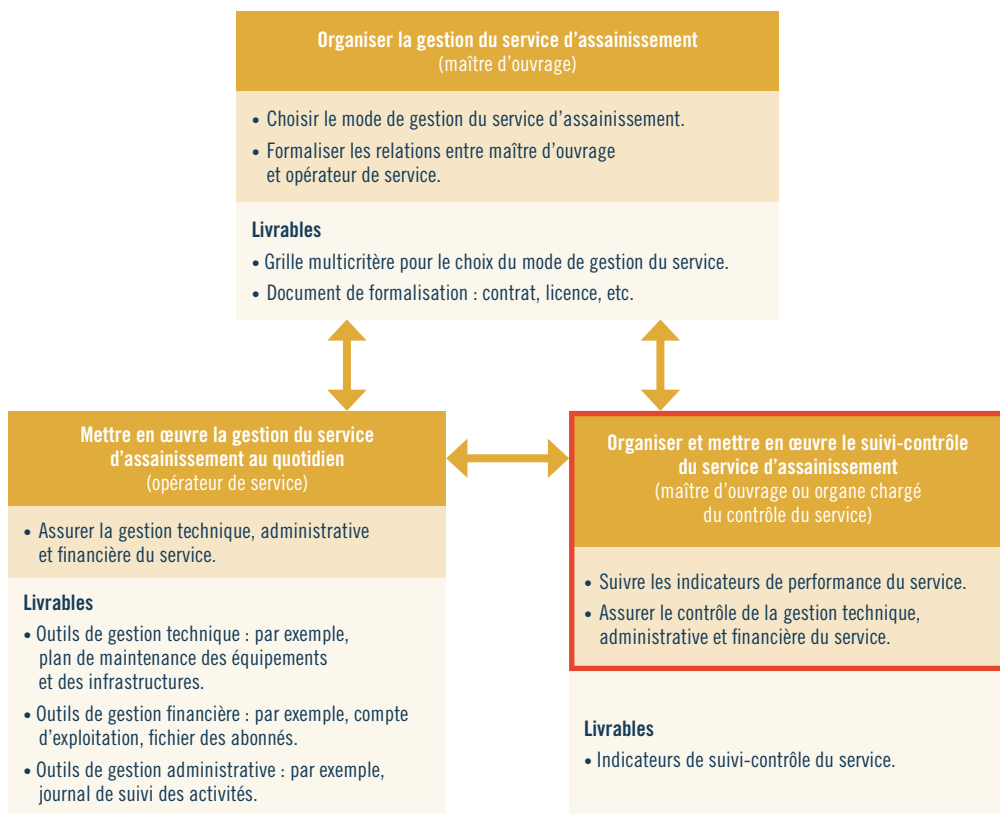 Organiser la gestion du service d'assainissement
(maître d'ouvrage)
• Choisir le mode de gestion du service d'assainissement.
• Formaliser les relations entre maître d'ouvrage
et opérateur de service.
Livrables
• Grille multicritère pour le choix du mode de gestion du service.
• Document de formalisation : contrat, licence, etc.
Mettre en œuvre la gestion du service
d'assainissement au quotidien
(opérateur de service)
• Assurer la gestion technique, administrative
et financière du service.
Livrables
• Outils de gestion technique : par exemple,
plan de maintenance des équipements
et des infrastructures.
• Outils de gestion financière : par exemple, compte
d'exploitation, fichier des abonnés.
• Outils de gestion administrative : par exemple,
journal de suivi des activités.
Organiser et mettre en œuvre le suivi-contrôle
du service d'assainissement
(maître d'ouvrage ou organe chargé
du contrôle du service)
• Suivre les indicateurs de performance du service.
• Assurer le contrôle de la gestion technique,
administrative et financière du service.
Livrables
• Indicateurs de suivi-contrôle du service.